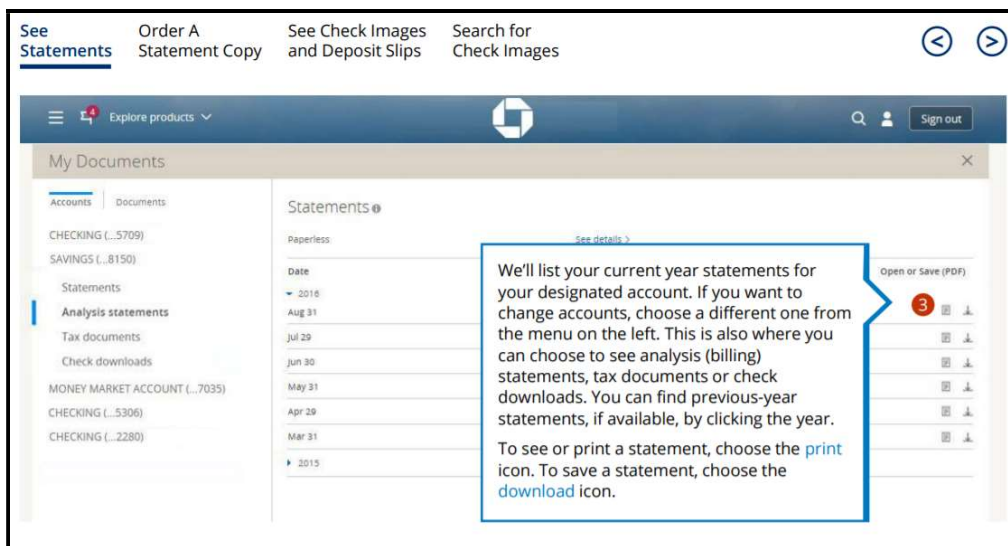 See Statements
Order A Statement Copy
See Check Images and Deposit Slips
Search for Check Images
4
Explore products
Sign out
My Documents
Accounts
Documents
CHECKING (...5709)
SAVINGS (...8150)
Statements
Analysis statements
Tax documents
Check downloads
MONEY MARKET ACCOUNT (...7035)
CHECKING (...5306)
CHECKING (...2280)
Statements
Paperless
See details >
Date
Open or Save (PDF)
2016
Aug 31
3
Jul 29
Jun 30
May 31
Apr 29
Mar 31
2015
We'll list your current year statements for
your designated account. If you want to
change accounts, choose a different one from
the menu on the left. This is also where you
can choose to see analysis (billing)
statements, tax documents or check
downloads. You can find previous-year
statements, if available, by clicking the year.
To see or print a statement, choose the print
icon. To save a statement, choose the
download icon.